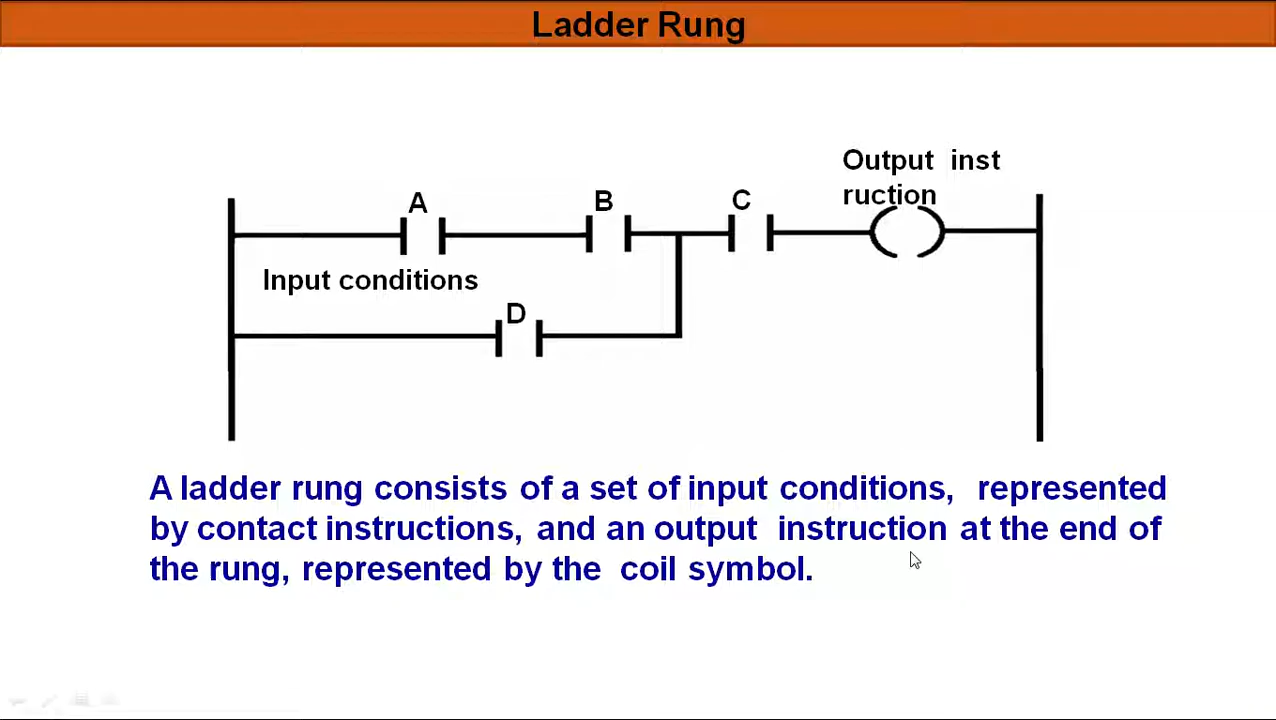 Ladder Rung
Output inst
ruction
A
B
C
Input conditions
D
A ladder rung consists of a set of input conditions, represented
by contact instructions, and an output instruction at the end of
the rung, represented by the coil symbol.